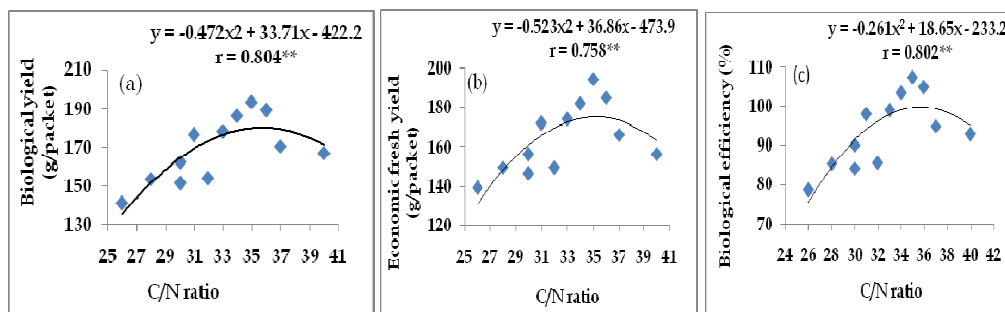 y = -0.472x2 + 33.71x - 422.2
r = 0.804**
(a)
Biological yield
(g/packet)
210
190
170
150
130
25 27 29 31 33 35 37 39 41
C/N ratio
y = -0.523x2 + 36.86x - 473.9
r = 0.758**
(b)
Economic fresh yield
(g/packet)
200
180
160
140
120
25 27 29 31 33 35 37 39 41
C/N ratio
y = -0.261x² + 18.65x - 233.2
r = 0.802**
(c)
Biological efficiency (%)
110
100
90
80
70
24 26 28 30 32 34 36 38 40 42
C/N ratio